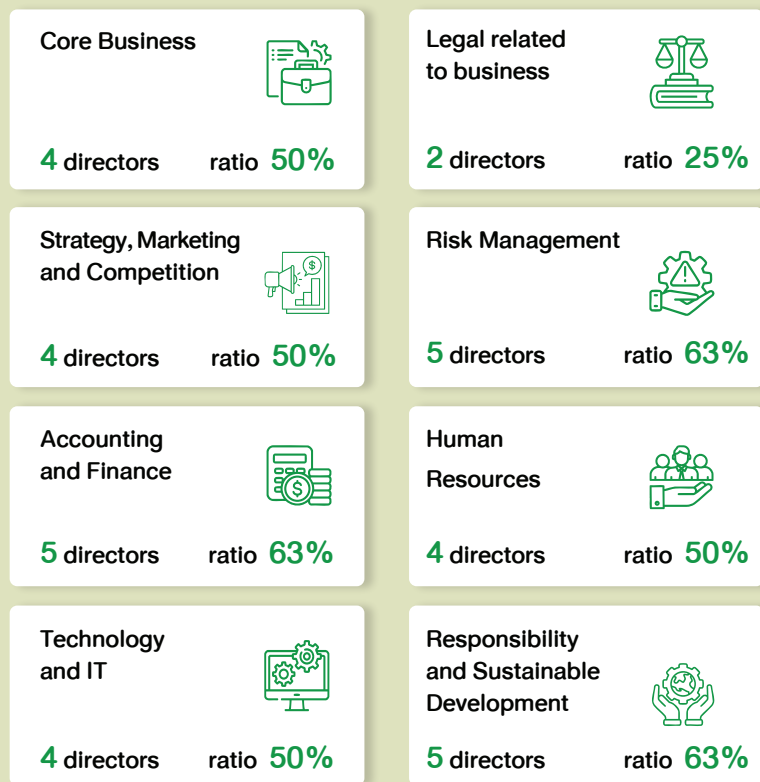 Core Business
4 directors ratio 50%
Legal related
to business
2 directors ratio 25%
Strategy, Marketing
and Competition
$
4 directors ratio 50%
Risk Management
5 directors ratio 63%
Accounting
and Finance
$
5 directors ratio 63%
Human
Resources
4 directors ratio 50%
Technology
and IT
4 directors ratio 50%
Responsibility
and Sustainable
Development
5 directors ratio 63%